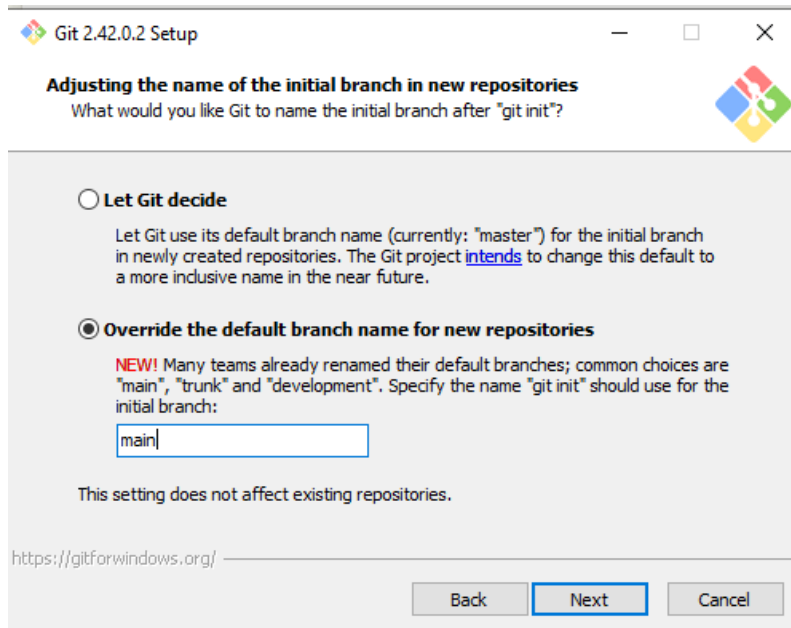 Git 2.42.0.2 Setup
Adjusting the name of the initial branch in new repositories
What would you like Git to name the initial branch after "git init"?
Let Git decide
Let Git use its default branch name (currently: "master") for the initial branch
in newly created repositories. The Git project intends to change this default to
a more inclusive name in the near future.
Override the default branch name for new repositories
NEW! Many teams already renamed their default branches; common choices are
"main", "trunk" and "development". Specify the name "git init" should use for the
initial branch:
main
This setting does not affect existing repositories.
https://gitforwindows.org/
Back Next Cancel